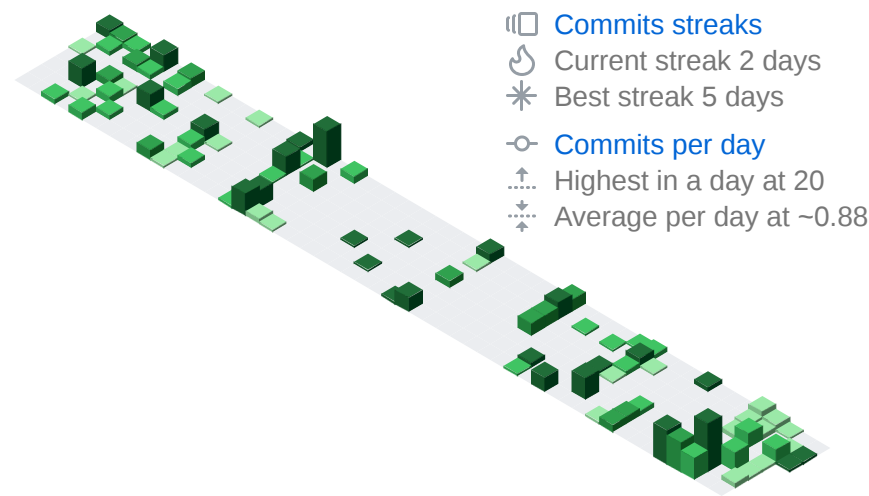 Commits streaks
Current streak 2 days
Best streak 5 days
Commits per day
Highest in a day at 20
Average per day at ~0.88